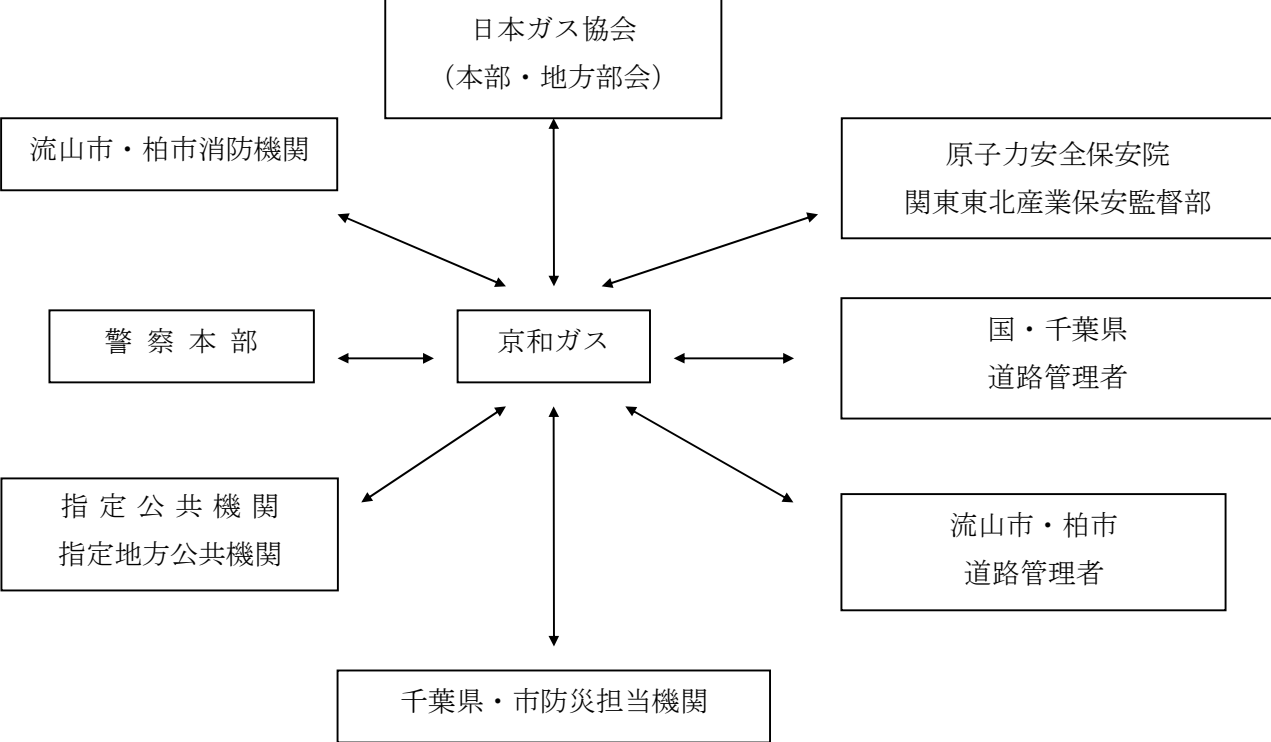 日本ガス協会
（本部・地方部会）
流山市・柏市消防機関
原子力安全保安院
関東東北産業保安監督部
警 察 本 部
京和ガス
国・千葉県
道路管理者
指 定 公 共 機 関
指定地方公共機関
流山市・柏市
道路管理者
千葉県・市防災担当機関